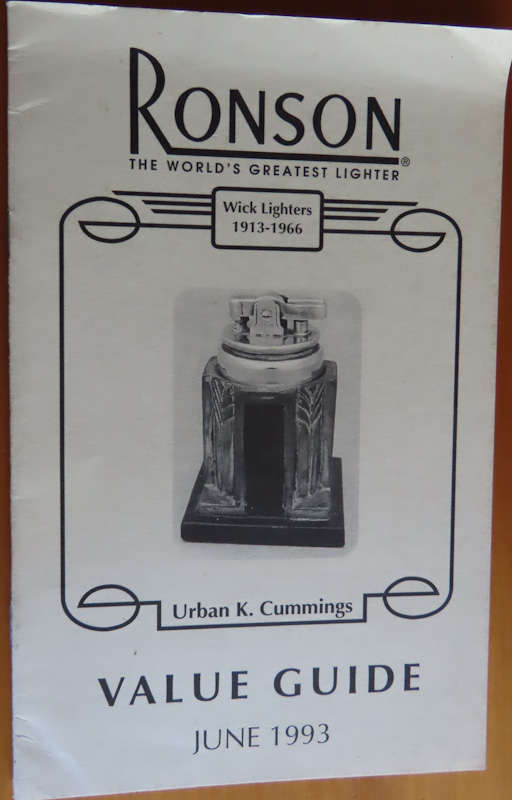 RONSON
THE WORLD'S GREATEST LIGHTER®
Wick Lighters
1913-1966
Urban K. Cummings
VALUE GUIDE
JUNE 1993